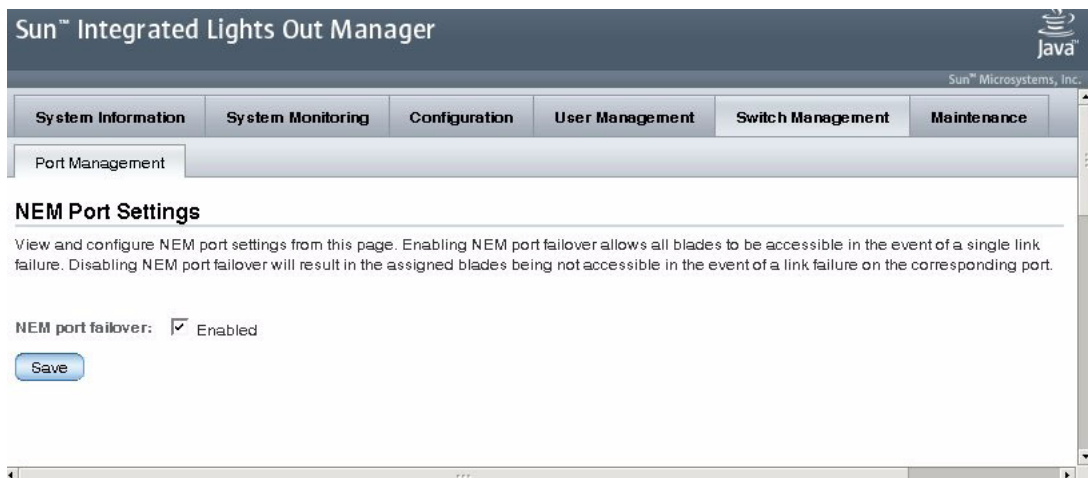 Sun™ Integrated Lights Out Manager
Java™
Sun™ Microsystems, Inc.
System Information System Monitoring Configuration User Management Switch Management Maintenance
Port Management
NEM Port Settings
View and configure NEM port settings from this page. Enabling NEM port failover allows all blades to be accessible in the event of a single link
failure. Disabling NEM port failover will result in the assigned blades being not accessible in the event of a link failure on the corresponding port.
NEM port failover: Enabled
Save